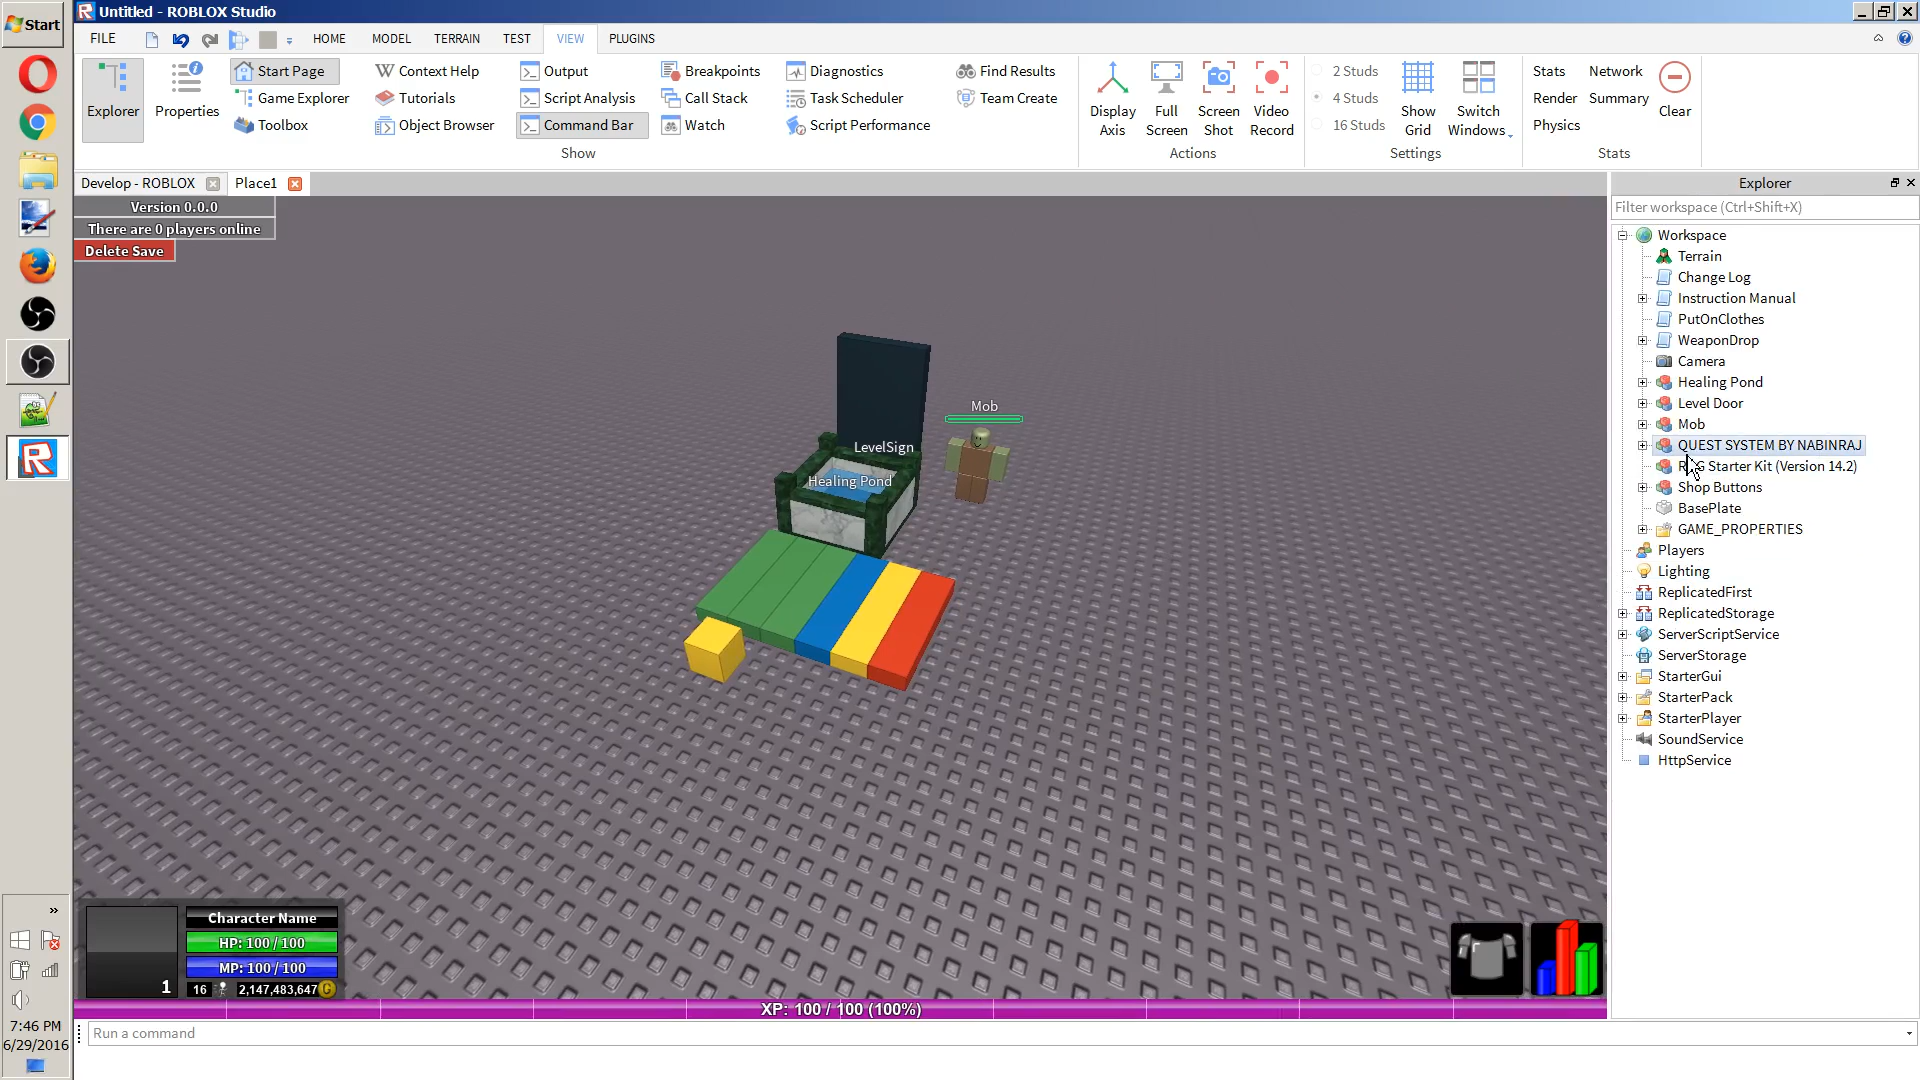 Start
Untitled - ROBLOX Studio
FILE
HOME
MODEL
TERRAIN
TEST
VIEW
PLUGINS
Explorer
Properties
Start Page
Game Explorer
Toolbox
Context Help
Tutorials
Object Browser
Output
Script Analysis
Command Bar
Breakpoints
Call Stack
Watch
Diagnostics
Task Scheduler
Script Performance
Find Results
Team Create
Show
Display Axis
Full Screen
Screen Shot
Video Record
Actions
2 Studs
4 Studs
16 Studs
Show Grid
Switch Windows
Settings
Stats
Render
Physics
Network
Summary
Clear
Stats
Develop - ROBLOX
Place1
Version 0.0.0
There are 0 players online
Delete Save
Mob
LevelSign
Healing Pond
Character Name
HP: 100 / 100
MP: 100 / 100
1
16
2,147,483,647
XP: 100 / 100 (100%)
Run a command
Explorer
Filter workspace (Ctrl+Shift+X)
Workspace
Terrain
Change Log
Instruction Manual
PutOnClothes
WeaponDrop
Camera
Healing Pond
Level Door
Mob
QUEST SYSTEM BY NABINRAJ
Starter Kit (Version 14.2)
Shop Buttons
BasePlate
GAME_PROPERTIES
Players
Lighting
ReplicatedFirst
ReplicatedStorage
ServerScriptService
ServerStorage
StarterGui
StarterPack
StarterPlayer
SoundService
HttpService
7:46 PM
6/29/2016